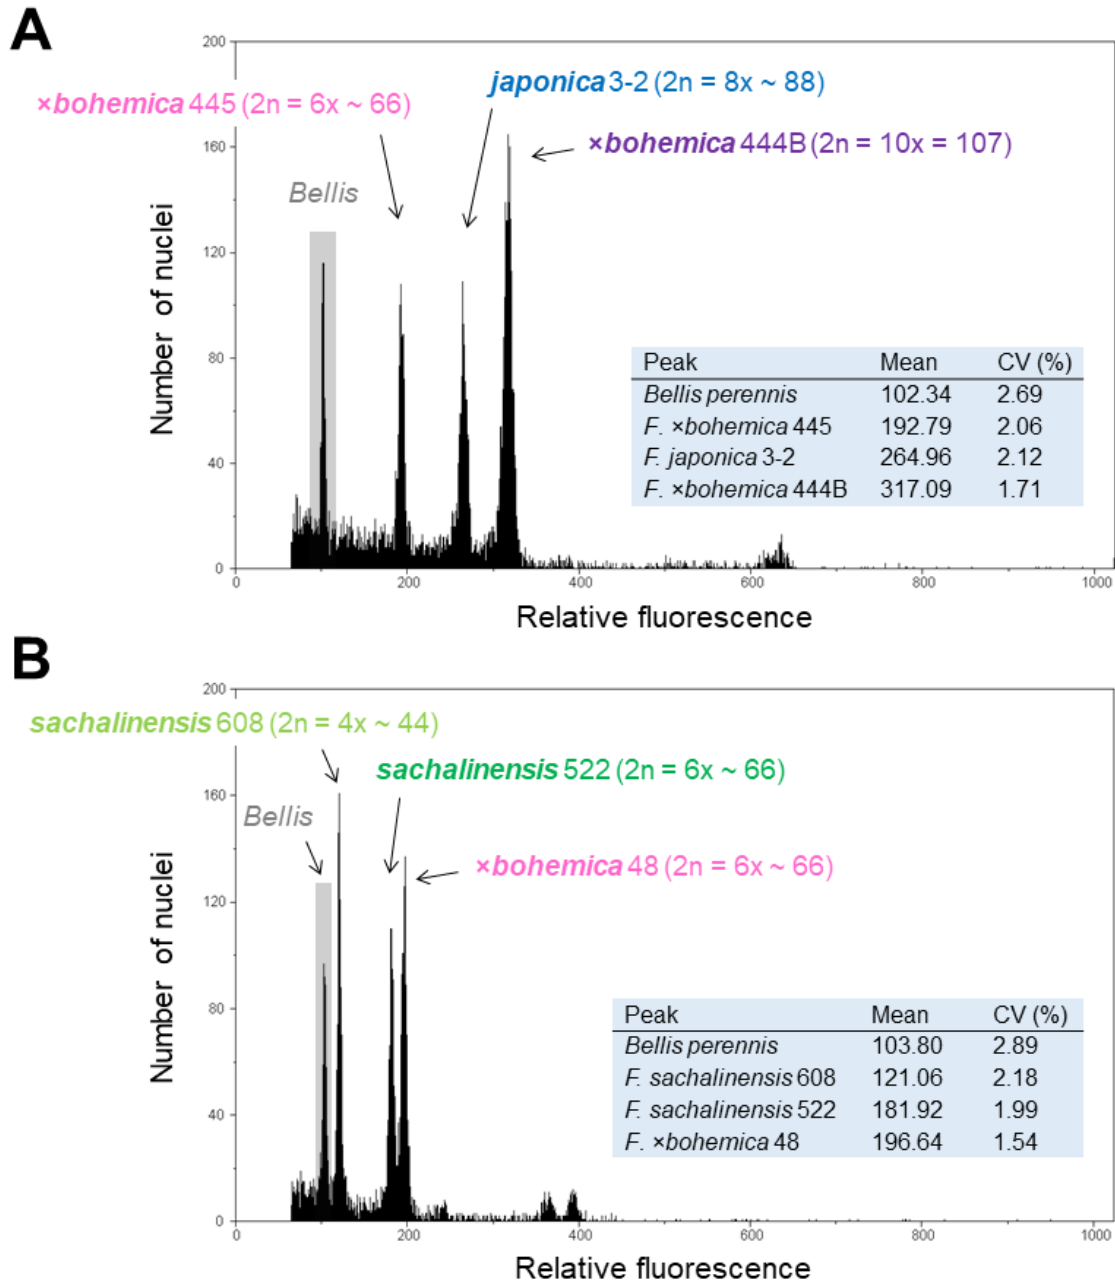 A
200
×bohemica 445 (2n = 6x ~ 66)
japonica 3-2 (2n = 8x ~ 88)
160
×bohemica 444B (2n = 10x = 107)
Bellis
120
80
40
0
Number of nuclei
Peak Mean CV (%)
Bellis perennis 102.34 2.69
F. ×bohemica 445 192.79 2.06
F. japonica 3-2 264.96 2.12
F. ×bohemica 444B 317.09 1.71
0 200 400 600 800 1000
Relative fluorescence
B
200
sachalinensis 608 (2n = 4x ~ 44)
sachalinensis 522 (2n = 6x ~ 66)
160
Bellis
×bohemica 48 (2n = 6x ~ 66)
120
80
40
0
Number of nuclei
Peak Mean CV (%)
Bellis perennis 103.80 2.89
F. sachalinensis 608 121.06 2.18
F. sachalinensis 522 181.92 1.99
F. ×bohemica 48 196.64 1.54
0 200 400 600 800 1000
Relative fluorescence